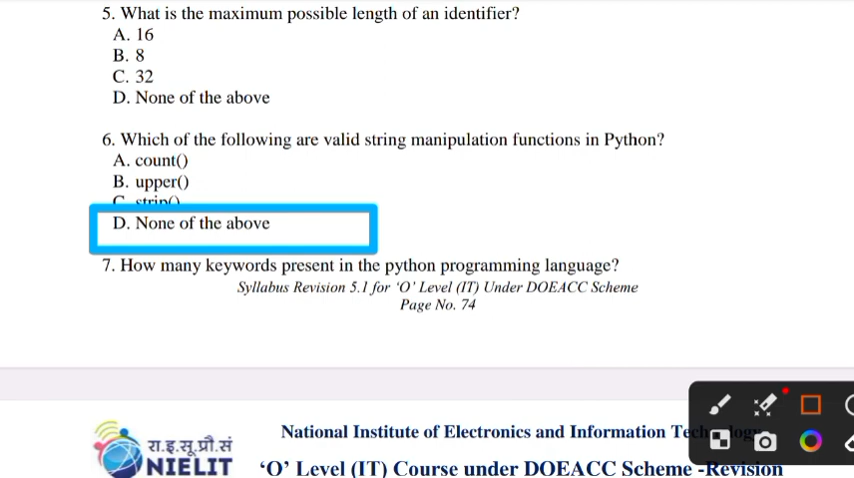 5. What is the maximum possible length of an identifier?
A. 16
B. 8
C. 32
D. None of the above
6. Which of the following are valid string manipulation functions in Python?
A. count()
B. upper()
C. strip()
D. None of the above
7. How many keywords present in the python programming language?
Syllabus Revision 5.1 for 'O' Level (IT) Under DOEACC Scheme
Page No. 74
रा.इ.सू.प्रौ.सं
NIELIT
National Institute of Electronics and Information Technology
‘O’ Level (IT) Course under DOEACC Scheme -Revision